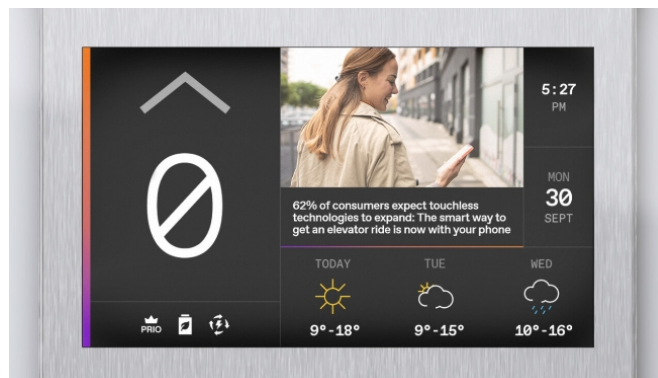 0
PRIO
62% of consumers expect touchless
technologies to expand: The smart way to
get an elevator ride is now with your phone
5:27
PM
MON
30
SEPT
TODAY
TUE
WED
9°-18°
9°-15°
10°-16°